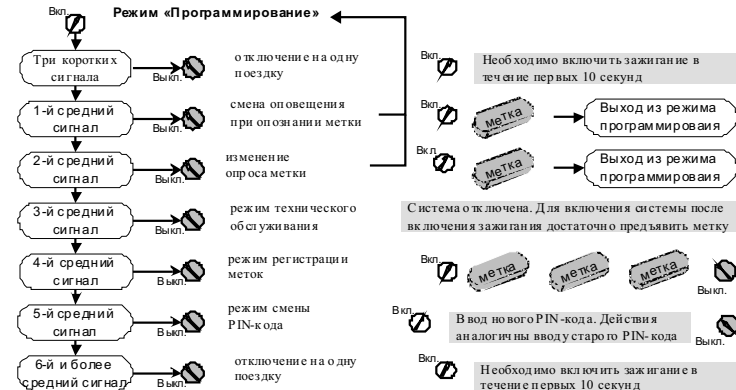 Вкл.
Режим «Программирование»
Три коротких
сигнала
Выкл.
отключение на одну
поездку
Вкл.
Необходимо включить зажигание в
течение первых 10 секунд
1-й средний
сигнал
Выкл.
смена оповещения
при опознании метки
Вкл.
метка
Выход из режима
программироваия
2-й средний
сигнал
Выкл.
изменение
опроса метки
Вкл
метка
Выход из режима
программироваия
3-й средний
сигнал
Выкл.
режим технического
обслуживания
Система отключена. Для включения системы после
включения зажигания достаточно предъявить метку
4-й средний
сигнал
Выкл.
режим регистрации
меток
Вкл.
метка
метка
метка
Выкл.
5-й средний
сигнал
Выкл.
режим смены
PIN-кода
Вкл.
Ввод нового PIN-кода. Действия
аналогичны вводу старого PIN-кода
Выкл.
6-й и более
средний сигнал
Выкл.
отключение на одну
поездку
Вкл.
Необходимо включить зажигание в
течение первых 10 секунд